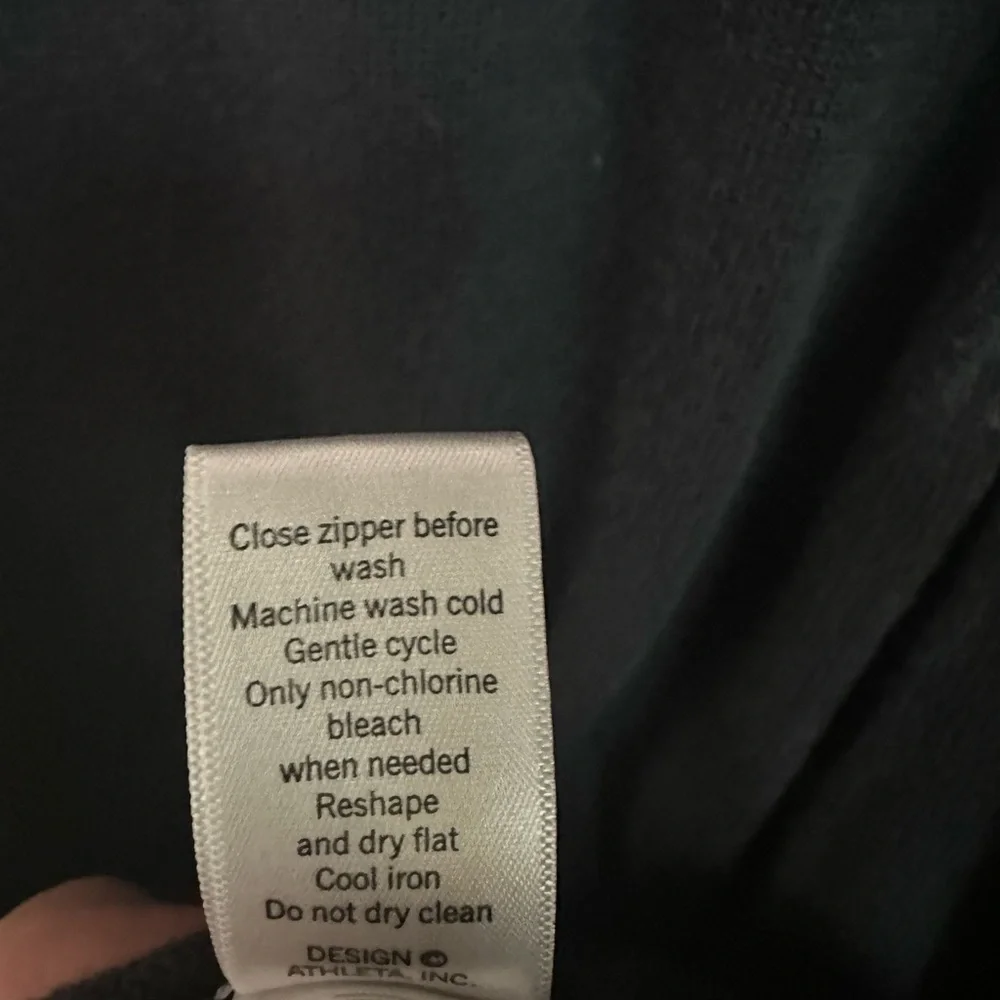 Close zipper before
wash
Machine wash cold
Gentle cycle
Only non-chlorine
bleach
when needed
Reshape
and dry flat
Cool iron
Do not dry clean
DESIGN ©
ATHLETA, INC.